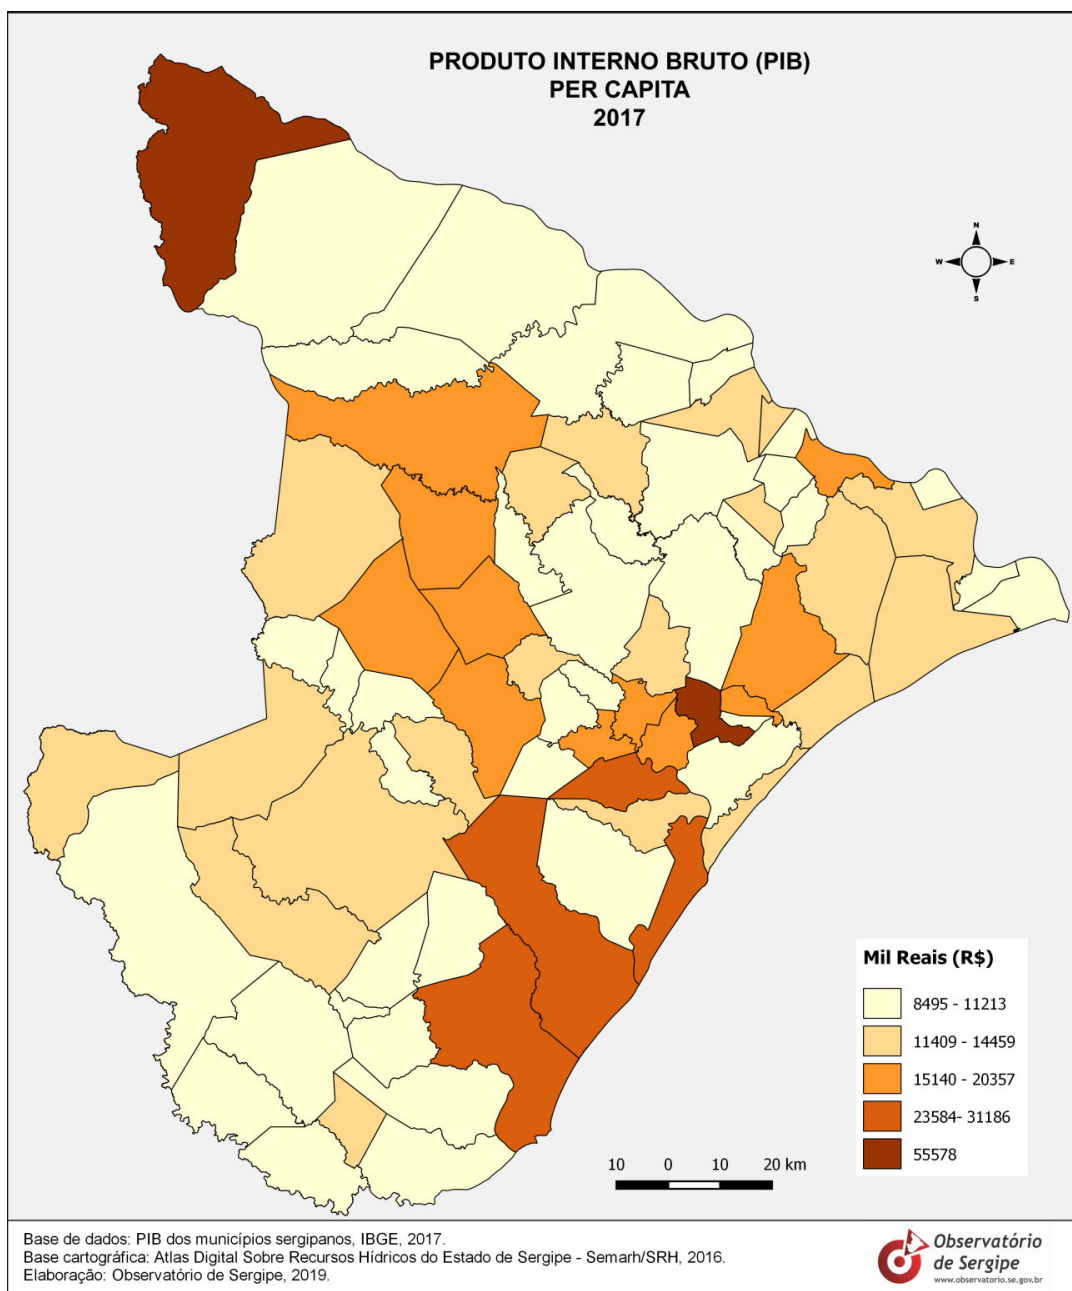 PRODUTO INTERNO BRUTO (PIB)
PER CAPITA
2017
N
W E
S
Mil Reais (R$)
8495 - 11213
11409 - 14459
15140 - 20357
23584- 31186
55578
10 0 10 20 km
Base de dados: PIB dos municípios sergipanos, IBGE, 2017.
Base cartográfica: Atlas Digital Sobre Recursos Hídricos do Estado de Sergipe - Semarh/SRH, 2016.
Elaboração: Observatório de Sergipe, 2019.
Observatório
de Sergipe
www.observatorio.se.gov.br